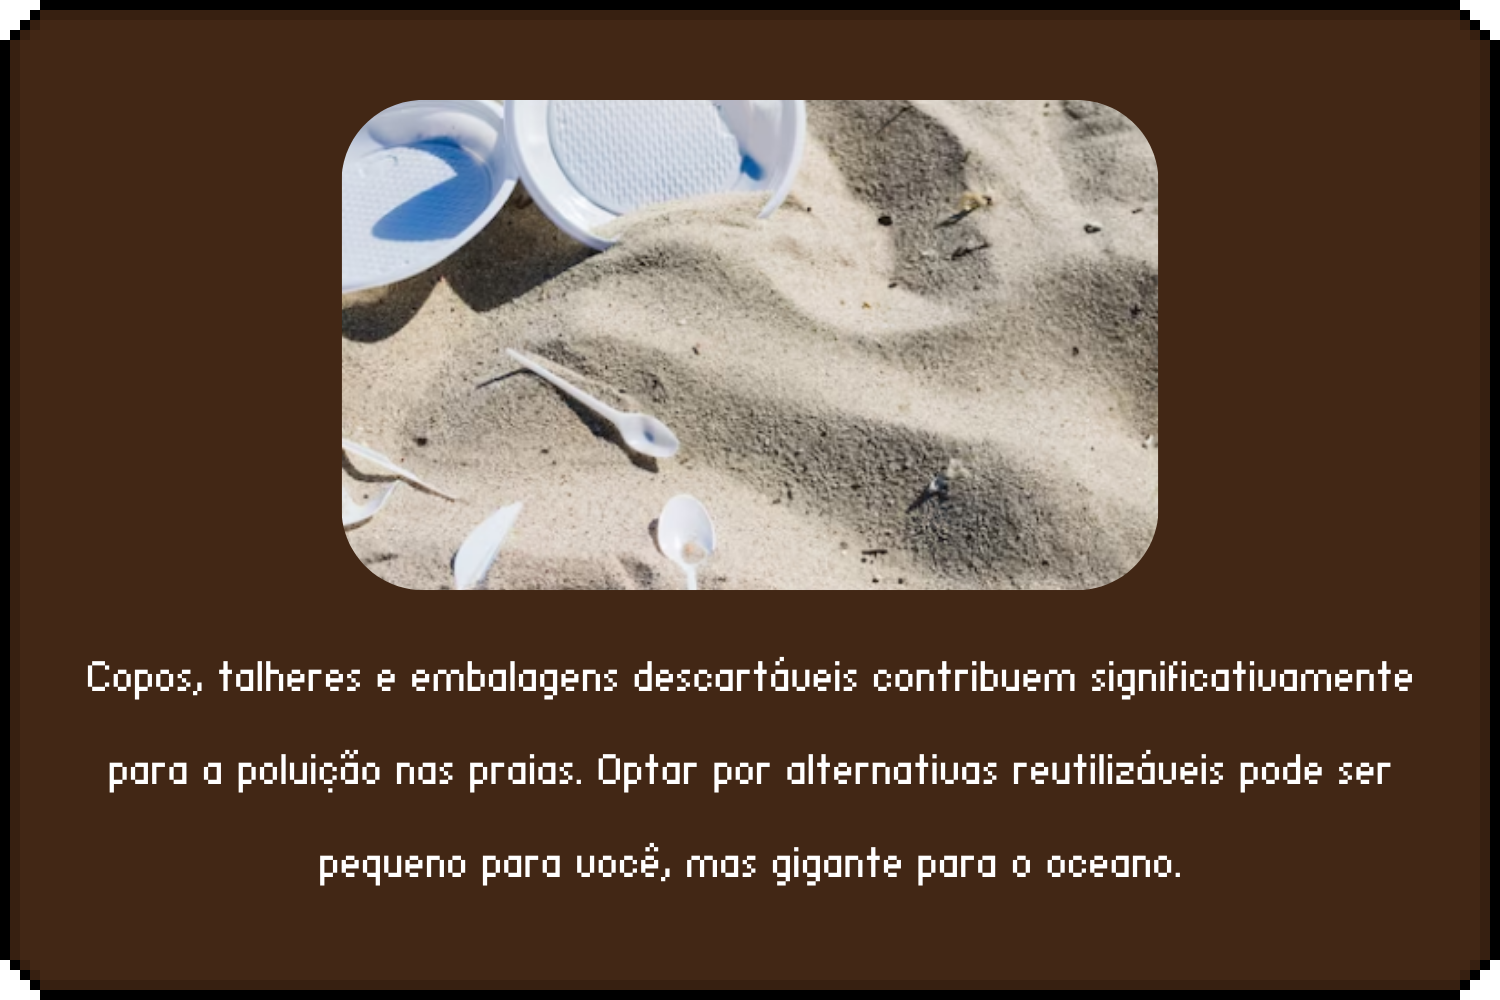 Copos, talheres e embalagens descartáveis contribuem significativamente
para a poluição nas praias. Optar por alternativas reutilizáveis pode ser
pequeno para você, mas gigante para o oceano.